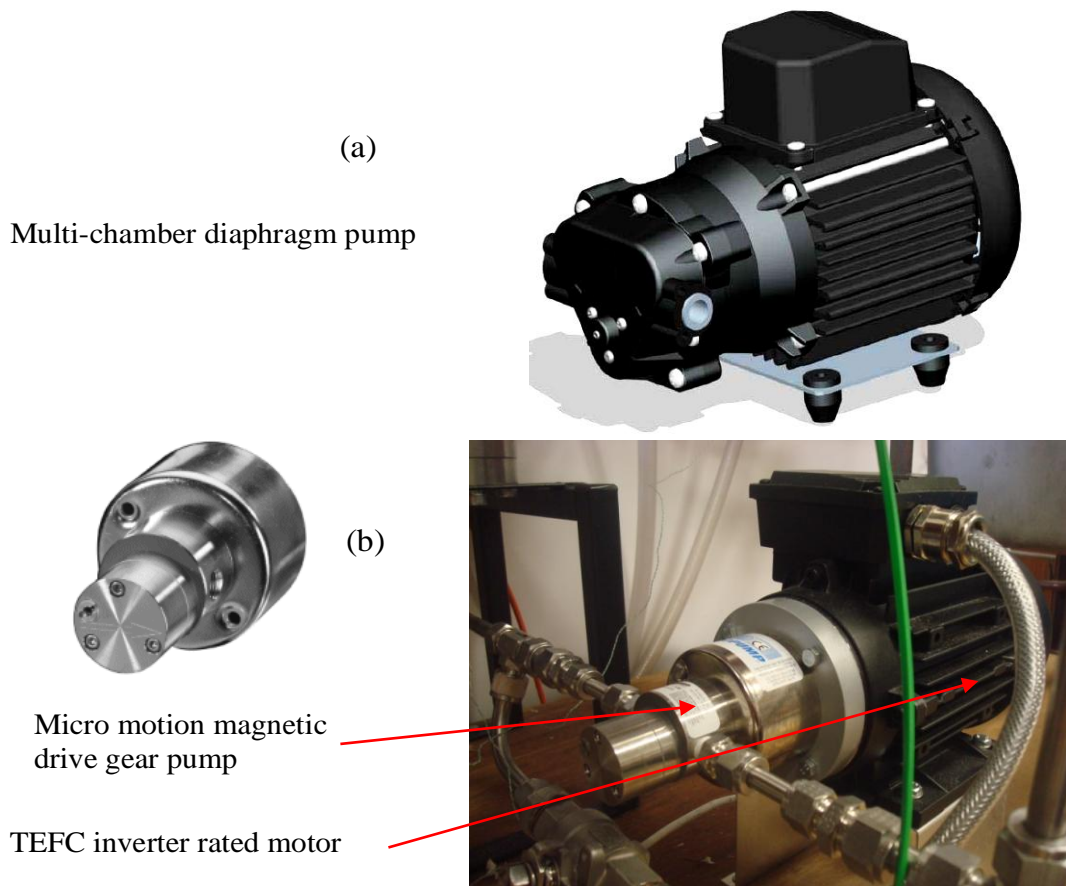 (a)
Multi-chamber diaphragm pump
(b)
Micro motion magnetic
drive gear pump
TEFC inverter rated motor